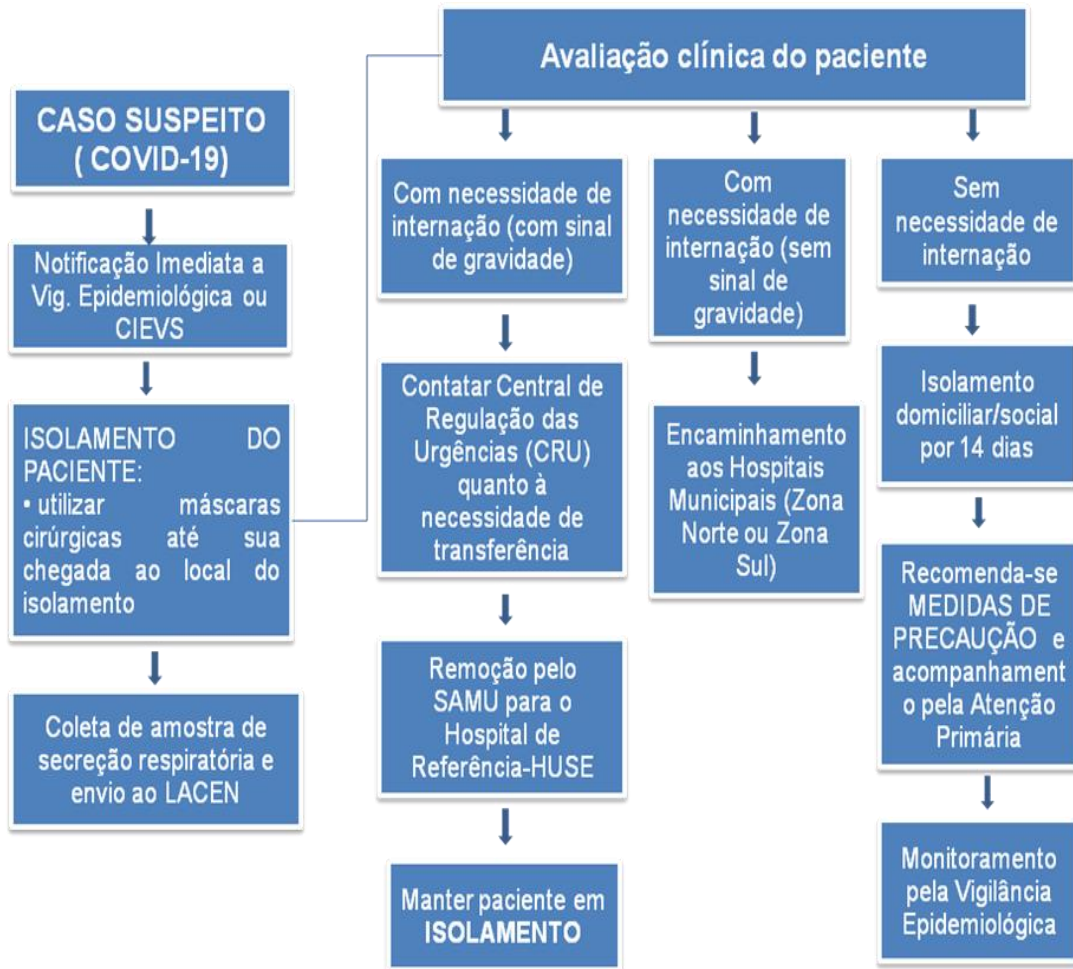 CASO SUSPEITO
( COVID-19)
Notificação Imediata a
Vig. Epidemiológica ou
CIEVS
ISOLAMENTO DO
PACIENTE:
• utilizar máscaras
cirúrgicas até sua
chegada ao local do
isolamento
Coleta de amostra de
secreção respiratória e
envio ao LACEN
Avaliação clínica do paciente
Com necessidade de
internação (com sinal
de gravidade)
Contatar Central de
Regulação das
Urgências (CRU)
quanto à
necessidade de
transferência
Remoção pelo
SAMU para o
Hospital de
Referência-HUSE
Manter paciente em
ISOLAMENTO
Com
necessidade de
internação (sem
sinal de
gravidade)
Encaminhamento
aos Hospitais
Municipais (Zona
Norte ou Zona
Sul)
Sem
necessidade de
internação
Isolamento
domiciliar/social
por 14 dias
Recomenda-se
MEDIDAS DE
PRECAUÇÃO e
acompanhament
o pela Atenção
Primária
Monitoramento
pela Vigilância
Epidemiológica